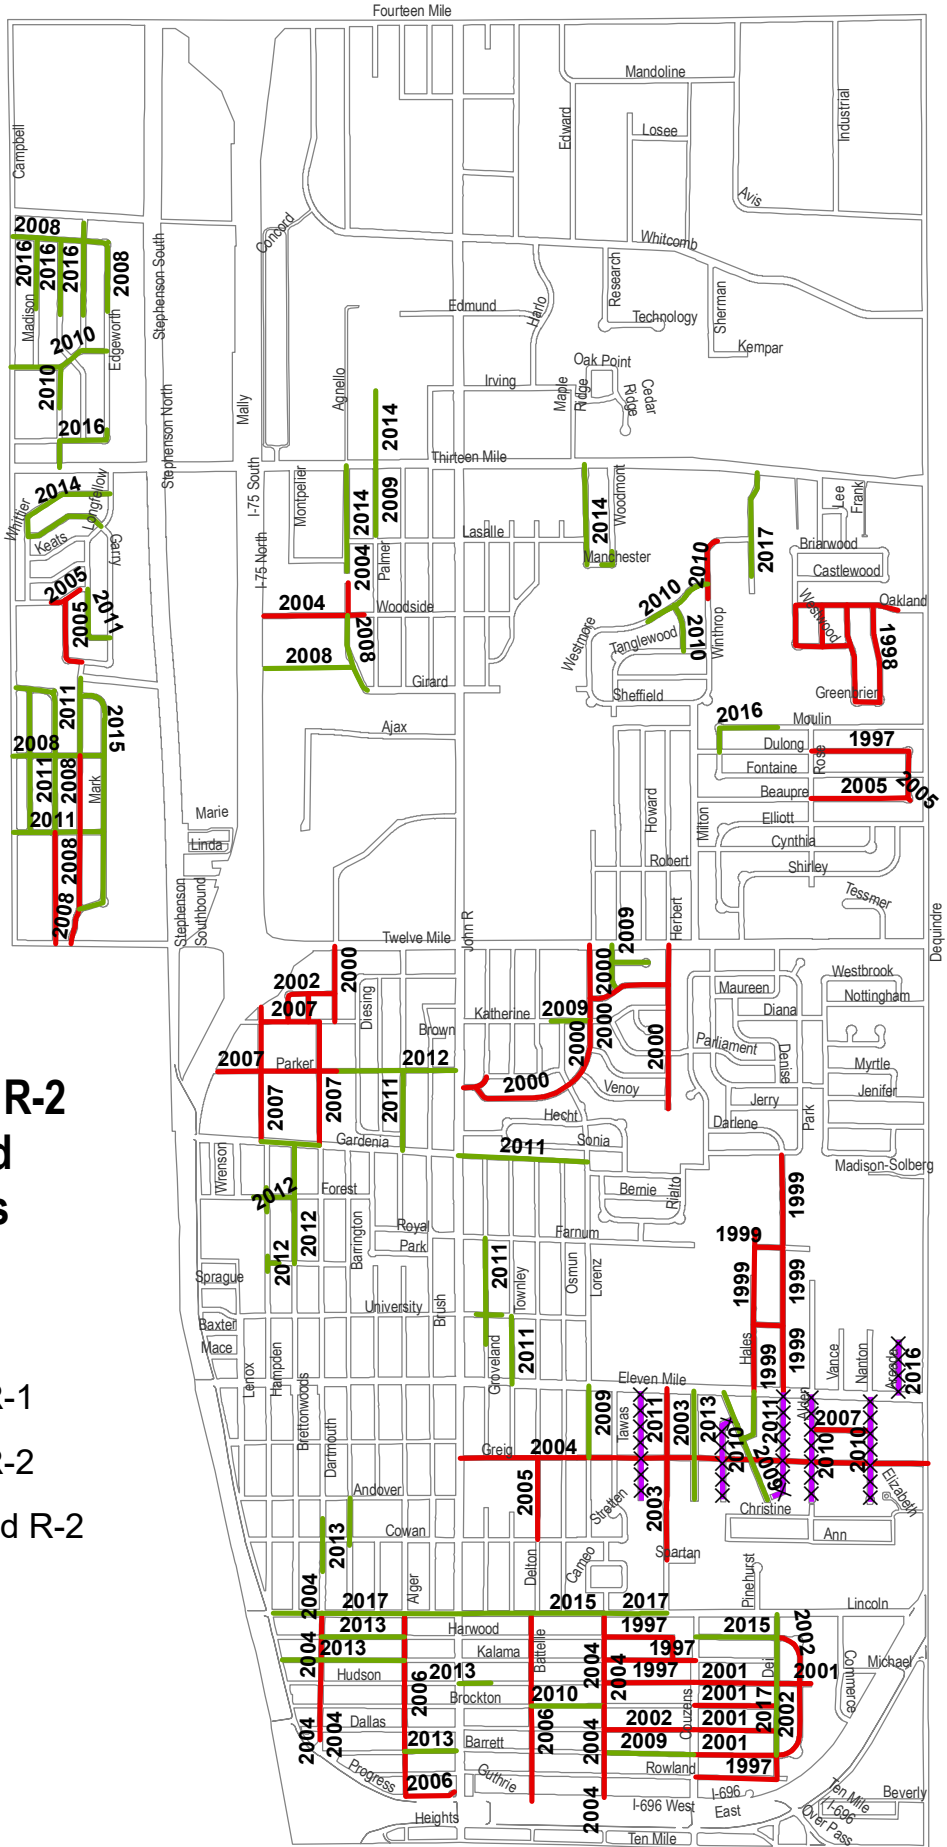 Fourteen Mile
Mandoline
Campbell
Edward
Losee
Industrial
Avis
Concord
Whitcomb
2008
2016
2016
2016
2008
Stephenson South
Madison
Edgeworth
Harlo
Research
Sherman
Edmund
Technology
2010
2010
Kempar
Oak Point
Agnello
Irving
Maple Ridge
Cedar Ridge
Stephenson North
Mally
2014
2016
Thirteen Mile
I-75 South
Montpelier
2014
2009
Whittier
2014
Longfellow
Keats
Gary
Lasalle
2014
Woodmont
Manchester
2017
Lee
Frank
Briarwood
Castlewood
I-75 North
2004
Palmer
2010
2005
2005
2011
2004
Woodside
2008
2010
2010
Westmore
Tanglewood
Winthrop
Westwood
Oakland
1998
2008
Girard
Sheffield
Greenbrier
2011
2015
Ajax
2016
Moulin
2008
Dulong
Rose
1997
2011
2008
Mark
Fontaine
Beaupre
2005
2005
Marie
Linda
2011
Howard
Milton
Elliott
Cynthia
2008
Robert
Shirley
2008
Tessmer
Stephenson
Southbound
Twelve Mile
John R
2009
Herbert
Dequindre
2002
2000
2007
Diesing
Brown
Katherine
2009
2000
2000
2000
2000
Maureen
Diana
Westbrook
Nottingham
2007
Parker
2012
2000
Venoy
Parliament
Denise
Myrtle
Jenifer
2007
2007
2011
Jerry
Park
R-2
Hecht
Darlene
Gardenia
Sonia
2011
d
Wrenson
Madison-Solberg
2012
Forest
Bernie
Rialto
1999
s
2012
Barrington
Royal
Park
Farnum
1999
2012
Sprague
2011
Townley
Osmun
Lorenz
1999
1999
University
Brush
Baxter
Mace
Lenox
Hampden
Groveland
2011
Hales
1999
1999
Vance
Nanton
2016
Eleven Mile
R-1
Brettonwoods
Dartmouth
2009
Tawas
2011
2003
2013
2010
2011
Alden
2007
2010
2010
R-2
Greig
2004
2009
Elizabeth
2005
Andover
Stretten
2003
Christine
d R-2
2013
Cowan
Ann
Spartan
2004
Alger
Delton
Cameo
Pinehurst
2017
2015
2017
Lincoln
2013
Harwood
Battelle
1997
2015
2002
2004
2013
Kalama
2004
1997
Dei
Commerce
Michael
Hudson
2013
2004
1997
2001
2001
2006
Brockton
2010
Couzens
2001
2017
2004
2004
Dallas
2006
2004
2002
2001
2002
2013
Barrett
2009
2001
Progress
2006
Guthrie
Rowland
1997
2004
I-696 West
I-696
East
Ten Mile
I-696
Over Pass
Beverly
Heights
Ten Mile